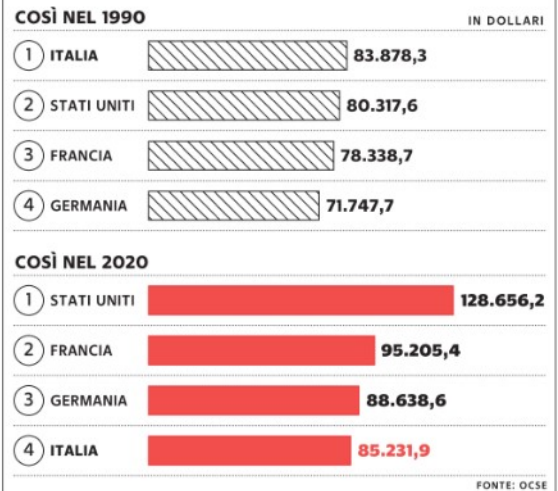 COSÌ NEL 1990 IN DOLLARI
1 ITALIA 83.878,3
2 STATI UNITI 80.317,6
3 FRANCIA 78.338,7
4 GERMANIA 71.747,7
COSÌ NEL 2020
1 STATI UNITI 128.656,2
2 FRANCIA 95.205,4
3 GERMANIA 88.638,6
4 ITALIA 85.231,9
FONTE: OCSE